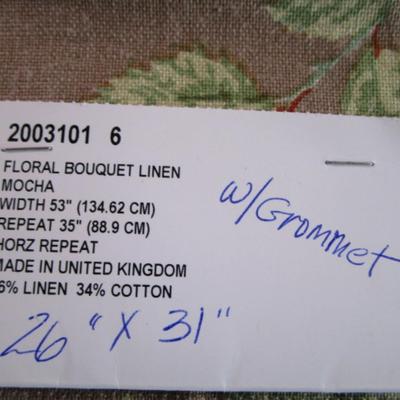 2003101 6
FLORAL BOUQUET LINEN
MOCHA
WIDTH 53" (134.62 CM)
REPEAT 35" (88.9 CM)
HORZ REPEAT
MADE IN UNITED KINGDOM
6% LINEN 34% COTTON
w/Grommet
26" X 31"